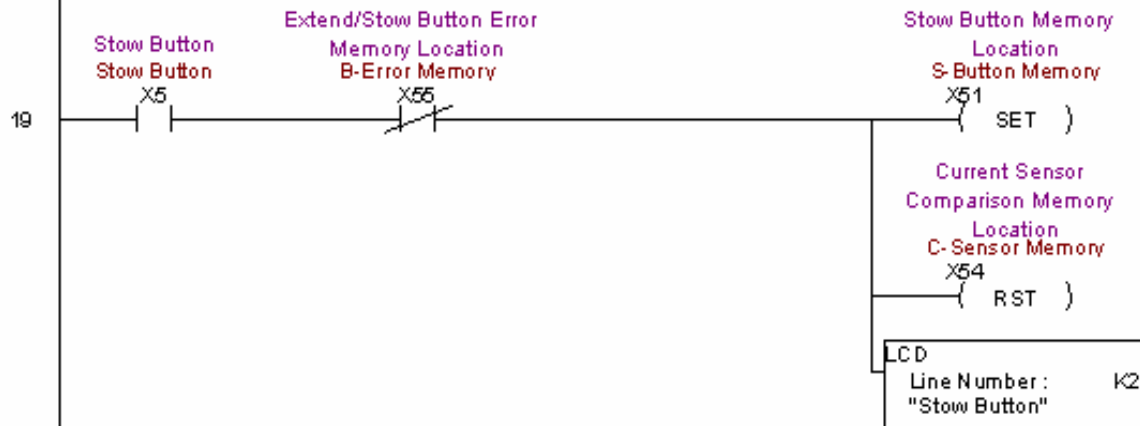 Stow Button
Stow Button
X5
Extend/Stow Button Error
Memory Location
B-Error Memory
X55
Stow Button Memory
Location
S-Button Memory
X51
19
SET
Current Sensor
Comparison Memory
Location
C-Sensor Memory
X54
RST
LCD
Line Number : K2
"Stow Button"